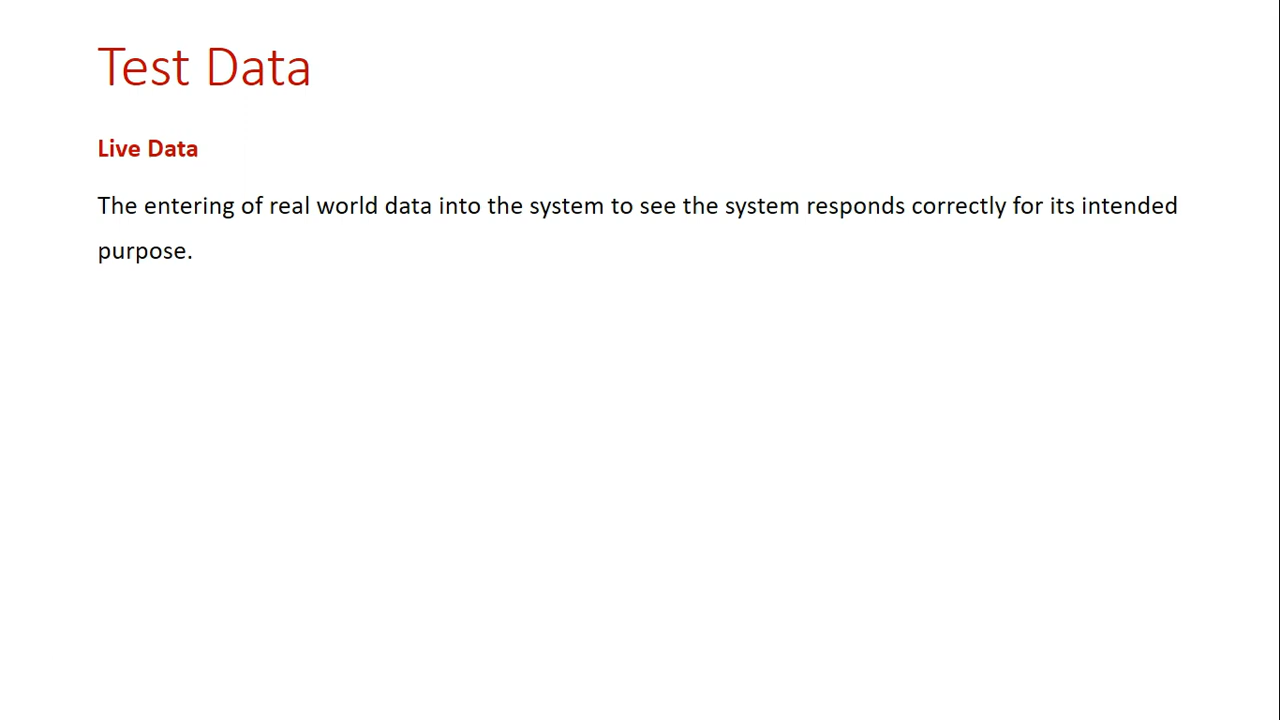 Test Data
Live Data
The entering of real world data into the system to see the system responds correctly for its intended
purpose.